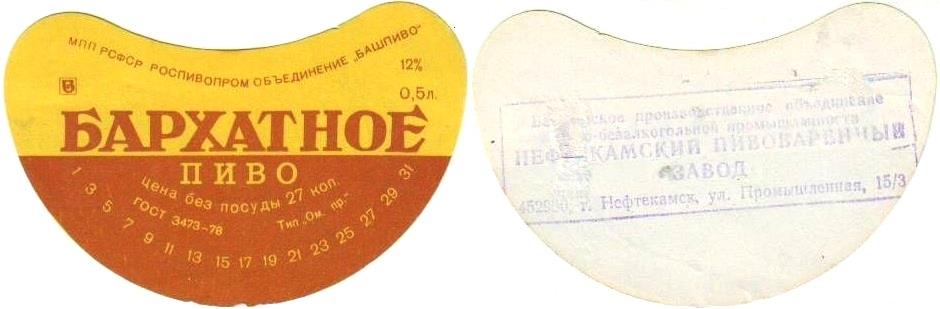 МПП РСФСР РОСПИВОПРОМ ОБЪЕДИНЕНИЕ „БАШПИВО"
12%
0,5л.
БАРХАТНОЕ
ПИВО
цена без посуды 27 коп.
ГОСТ 3473-78
Тип. „Ом. пр."
1 3 5 7 9 11 13 15 17 19 21 23 25 27 29 31
производственное объединение
безалкогольной промышленности
НЕФТЕКАМСКИЙ ПИВОВАРЕННЫЙ
ЗАВОД
г. Нефтекамск, ул. Промышленная, 15/3